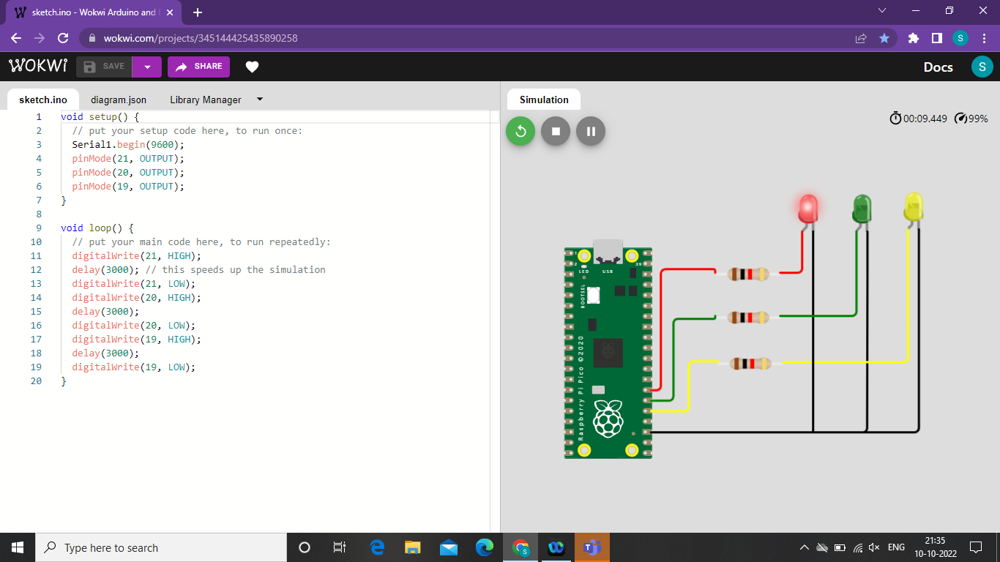 sketch.ino - Wokwi Arduino and
wokwi.com/projects/345144425435890258
WOKWi
SAVE
SHARE
Docs
S
S
sketch.ino
diagram.json
Library Manager
Simulation
00:09.449
99%
1 void setup() {
2 // put your setup code here, to run once:
3 Serial1.begin(9600);
4 pinMode(21, OUTPUT);
5 pinMode(20, OUTPUT);
6 pinMode(19, OUTPUT);
7 }
8
9 void loop() {
10 // put your main code here, to run repeatedly:
11 digitalWrite(21, HIGH);
12 delay(3000); // this speeds up the simulation
13 digitalWrite(21, LOW);
14 digitalWrite(20, HIGH);
15 delay(3000);
16 digitalWrite(20, LOW);
17 digitalWrite(19, HIGH);
18 delay(3000);
19 digitalWrite(19, LOW);
20 }
1
2
39
LED
USB
BOOTSEL
Raspberry Pi Pico ©2020
Type here to search
S
ENG
21:35
10-10-2022